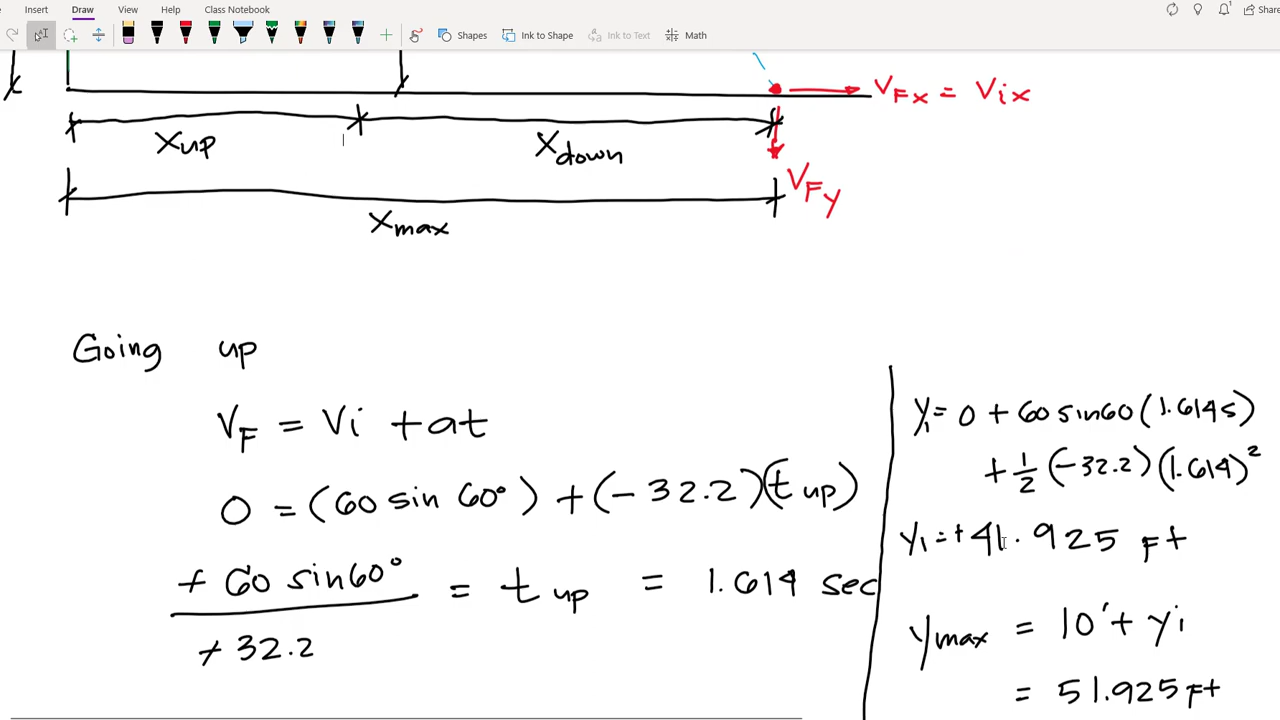 Insert Draw View Help Class Notebook Share
Shapes Ink to Shape Ink to Text Math
VFx = Vix
Xup Xdown
VFy
Xmax
Going up
VF = Vi + at
0 = (60 sin 60°) + (-32.2)(t up)
+ 60 sin60° / + 32.2 = t up = 1.614 sec
y1= 0 + 60 sin60 (1.614s)
+ 1/2 (-32.2) (1.614)²
y1 = + 41.925 Ft
ymax = 10' + y1
= 51.925 Ft